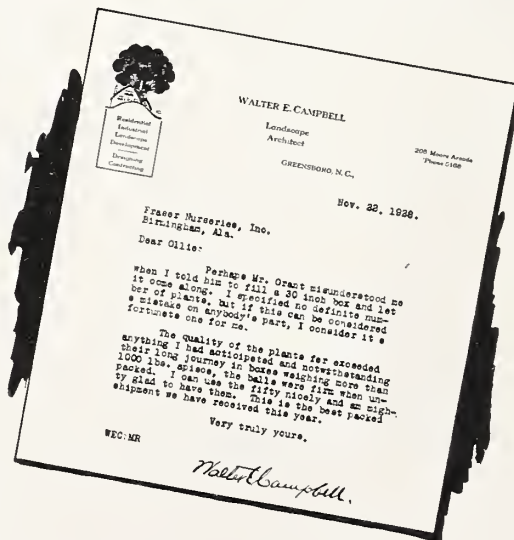 WALTER E. CAMPBELL
Landscape
Architect
GREENSBORO, N. C.,
205 Moore Arcade
'Phone 5166
Residential
Industrial
Landscape
Development
Designing
Contracting
Nov. 22, 1928.
Fraser Nurseries, Inc.
Birmingham, Ala.
Dear Ollie:
Perhaps Mr. Grant misunderstood me
when I told him to fill a 30 inch box and let
it come along. I specified no definite num-
ber of plants, but if this can be considered
a mistake on anybody's part, I consider it a
fortunate one for me.
The quality of the plants far exceeded
anything I had acticipated and notwithstanding
their long journey in boxes weighing more than
1000 lbs. apiece, the balls were firm when un-
packed. I can use the fifty nicely and am migh-
ty glad to have them. This is the best packed
shipment we have received this year.
Very truly yours,
WEC:MR
Walter E Campbell.